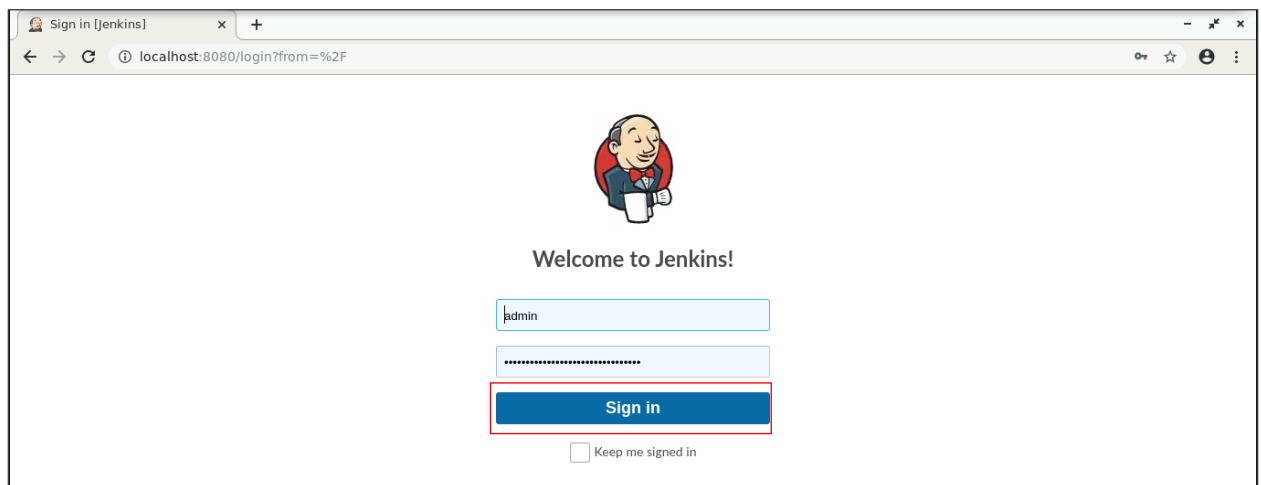 Sign in [Jenkins]
localhost:8080/login?from=%2F
Welcome to Jenkins!
admin
••••••••••••••••••••••••••••••••
Sign in
Keep me signed in